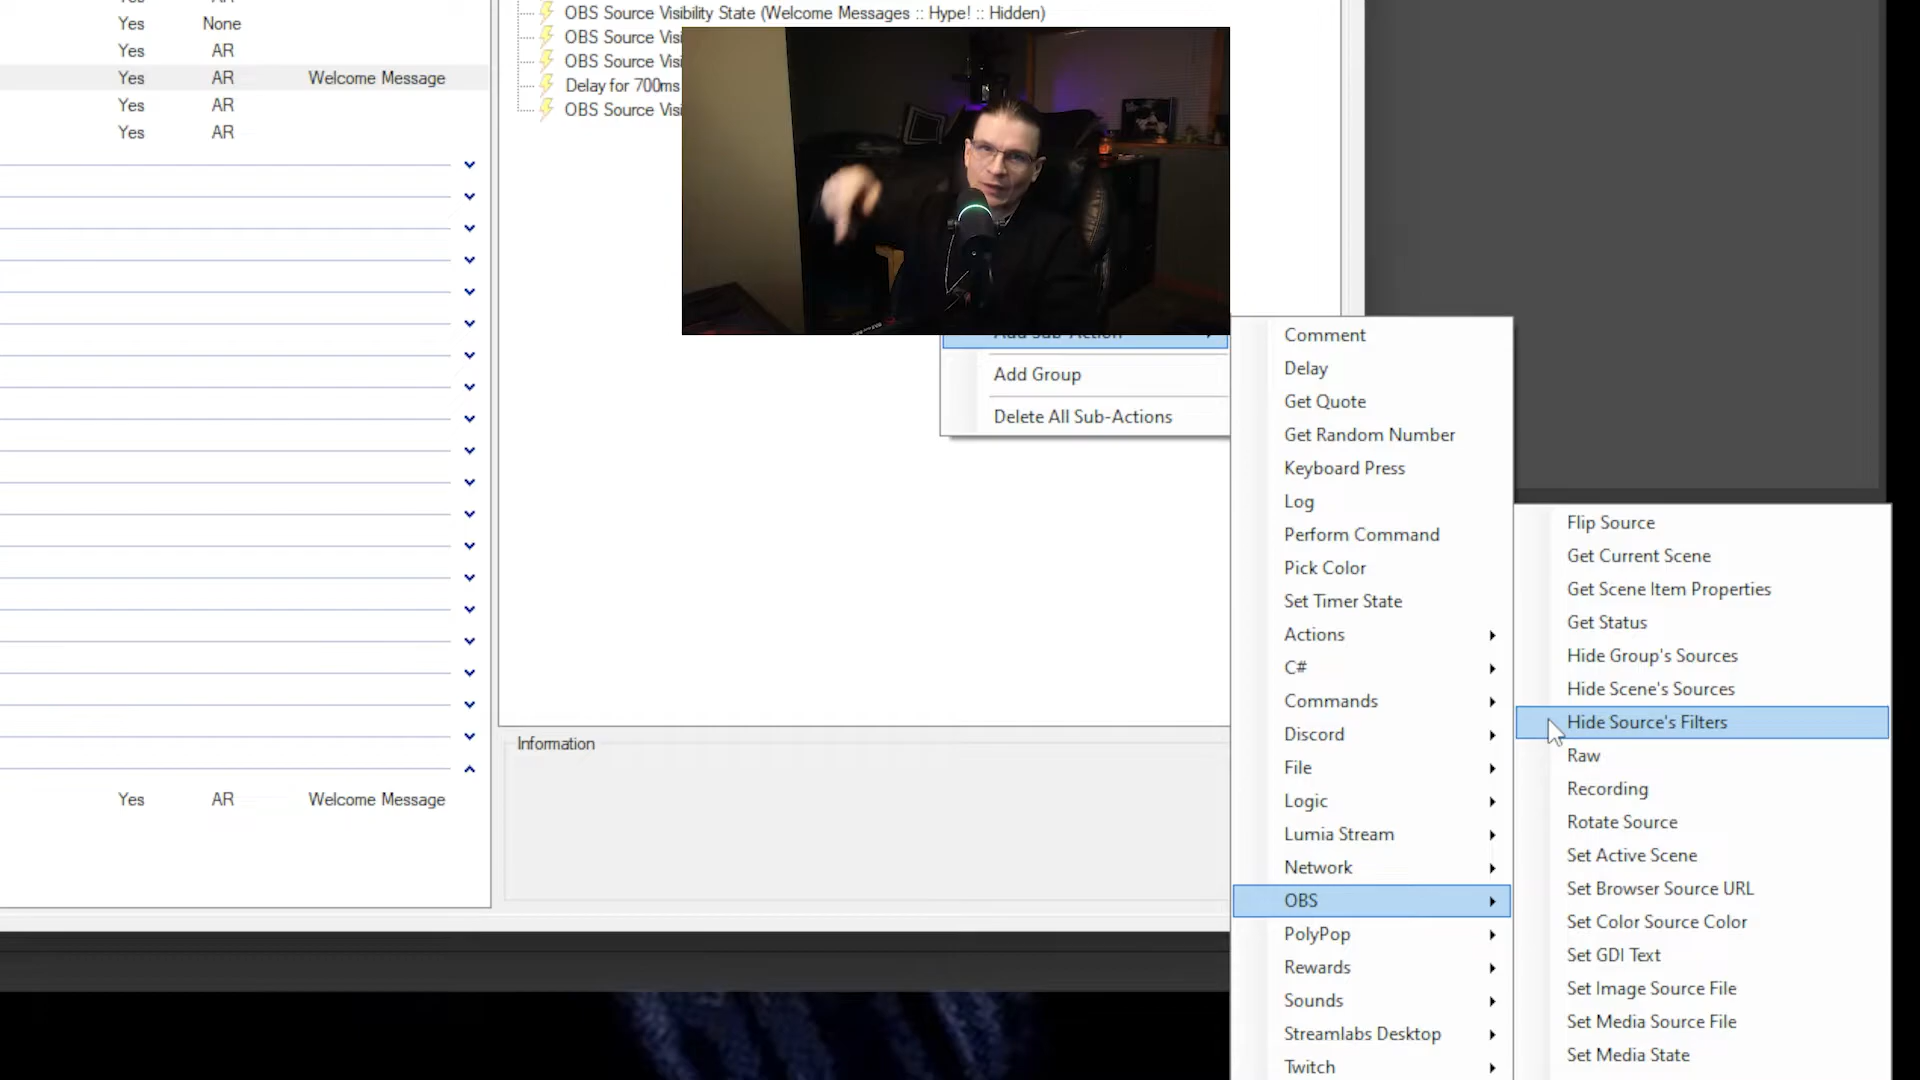 Yes AR
Yes None
Yes AR
Yes AR Welcome Message
Yes AR
Yes AR
Yes AR Welcome Message
OBS Source Visibility State (Welcome Messages :: Hype! :: Hidden)
OBS Source Visi
OBS Source Visi
Delay for 700ms
OBS Source Visi
Add Sub-Action
Add Group
Delete All Sub-Actions
Information
Comment
Delay
Get Quote
Get Random Number
Keyboard Press
Log
Perform Command
Pick Color
Set Timer State
Actions
C#
Commands
Discord
File
Logic
Lumia Stream
Network
OBS
PolyPop
Rewards
Sounds
Streamlabs Desktop
Twitch
Flip Source
Get Current Scene
Get Scene Item Properties
Get Status
Hide Group's Sources
Hide Scene's Sources
Hide Source's Filters
Raw
Recording
Rotate Source
Set Active Scene
Set Browser Source URL
Set Color Source Color
Set GDI Text
Set Image Source File
Set Media Source File
Set Media State